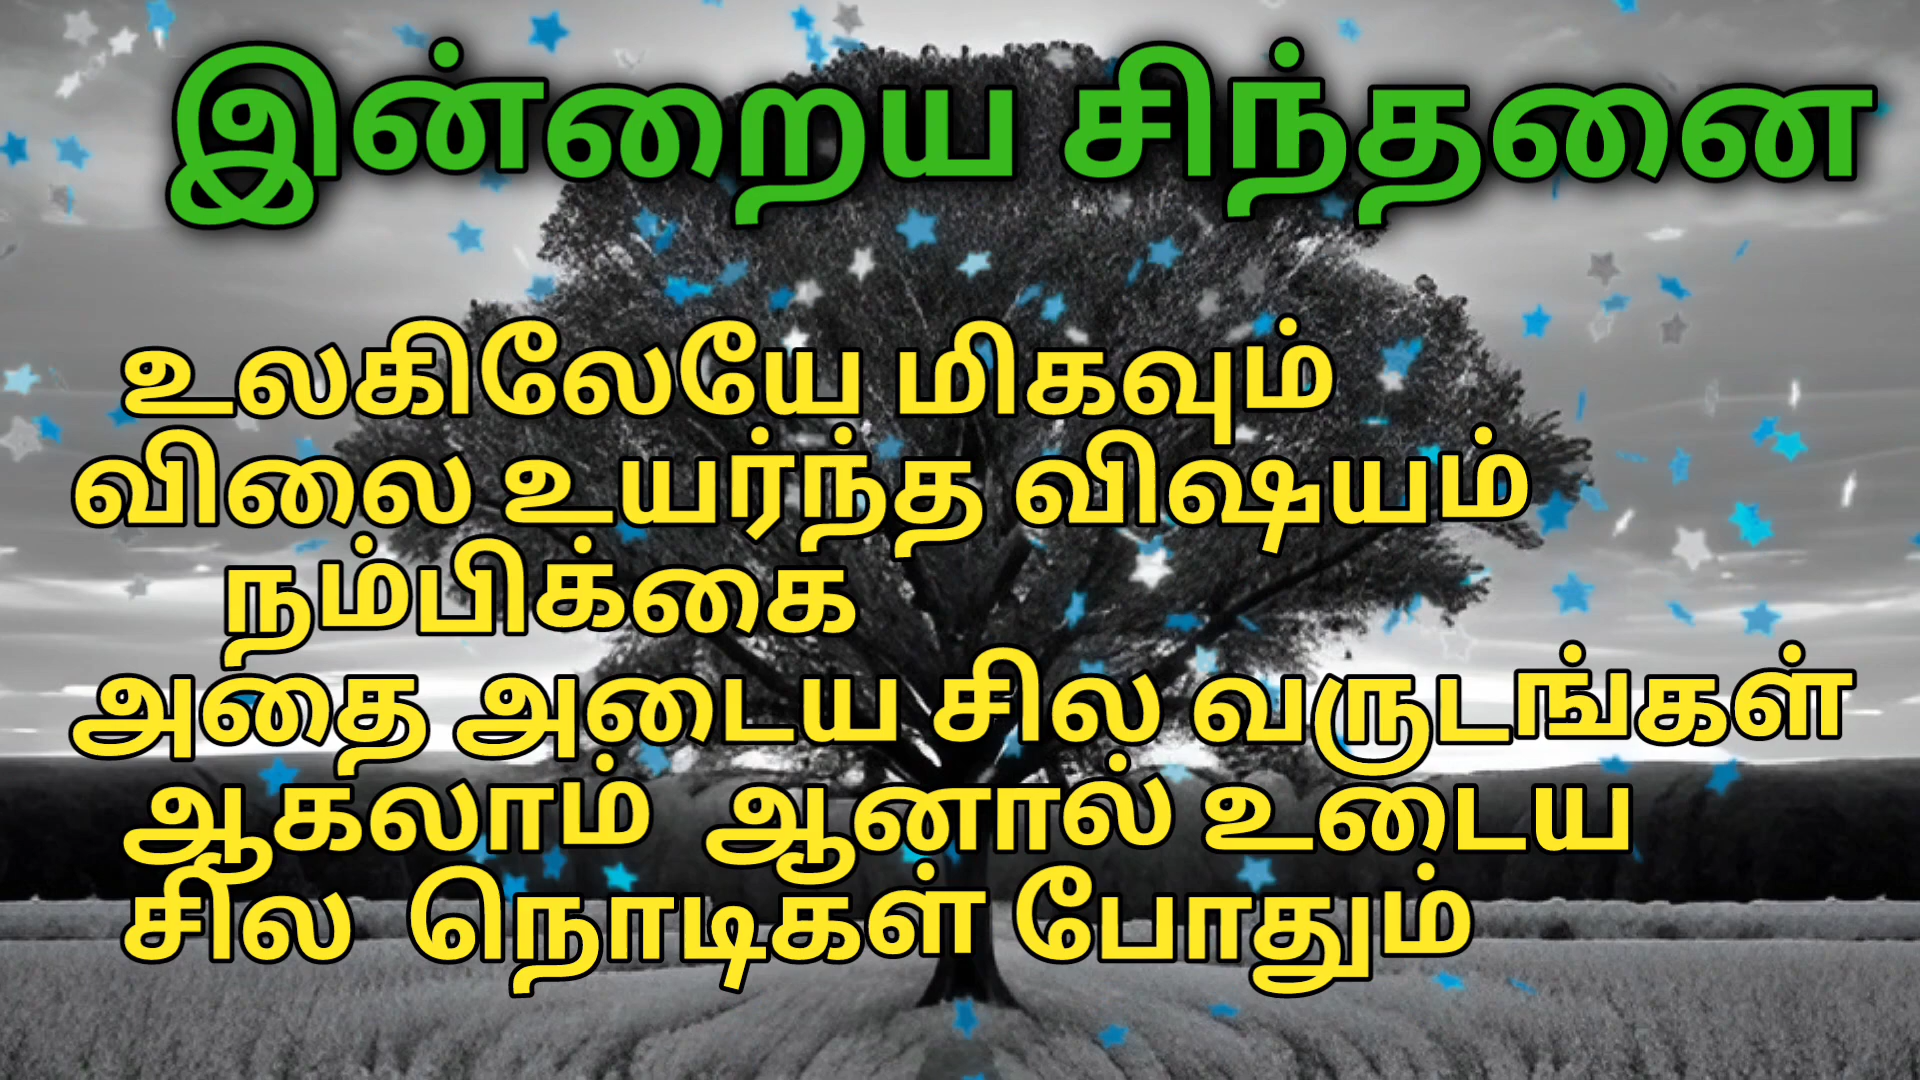 இன்றைய சிந்தனை
உலகிலேயே மிகவும்
விலை உயர்ந்த விஷயம்
நம்பிக்கை
அதை அடைய சில வருடங்கள்
ஆகலாம் ஆனால் உடைய
சில நொடிகள் போதும்